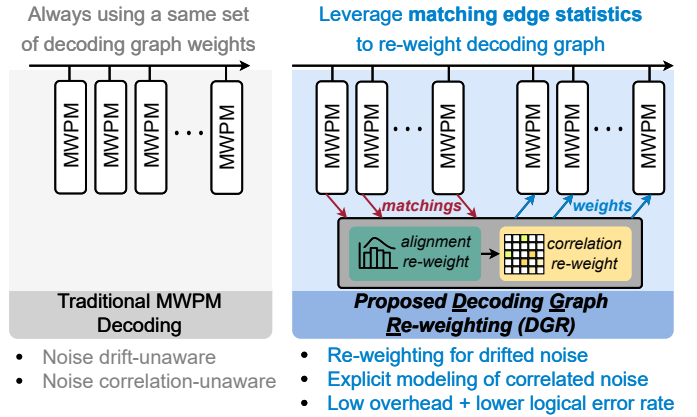 Always using a same set
of decoding graph weights
MWPM
MWPM
MWPM
...
MWPM
Traditional MWPM
Decoding
• Noise drift-unaware
• Noise correlation-unaware
Leverage matching edge statistics
to re-weight decoding graph
MWPM
MWPM
...
MWPM
MWPM
MWPM
...
MWPM
matchings
weights
alignment
re-weight
correlation
re-weight
Proposed Decoding Graph
Re-weighting (DGR)
• Re-weighting for drifted noise
• Explicit modeling of correlated noise
• Low overhead + lower logical error rate